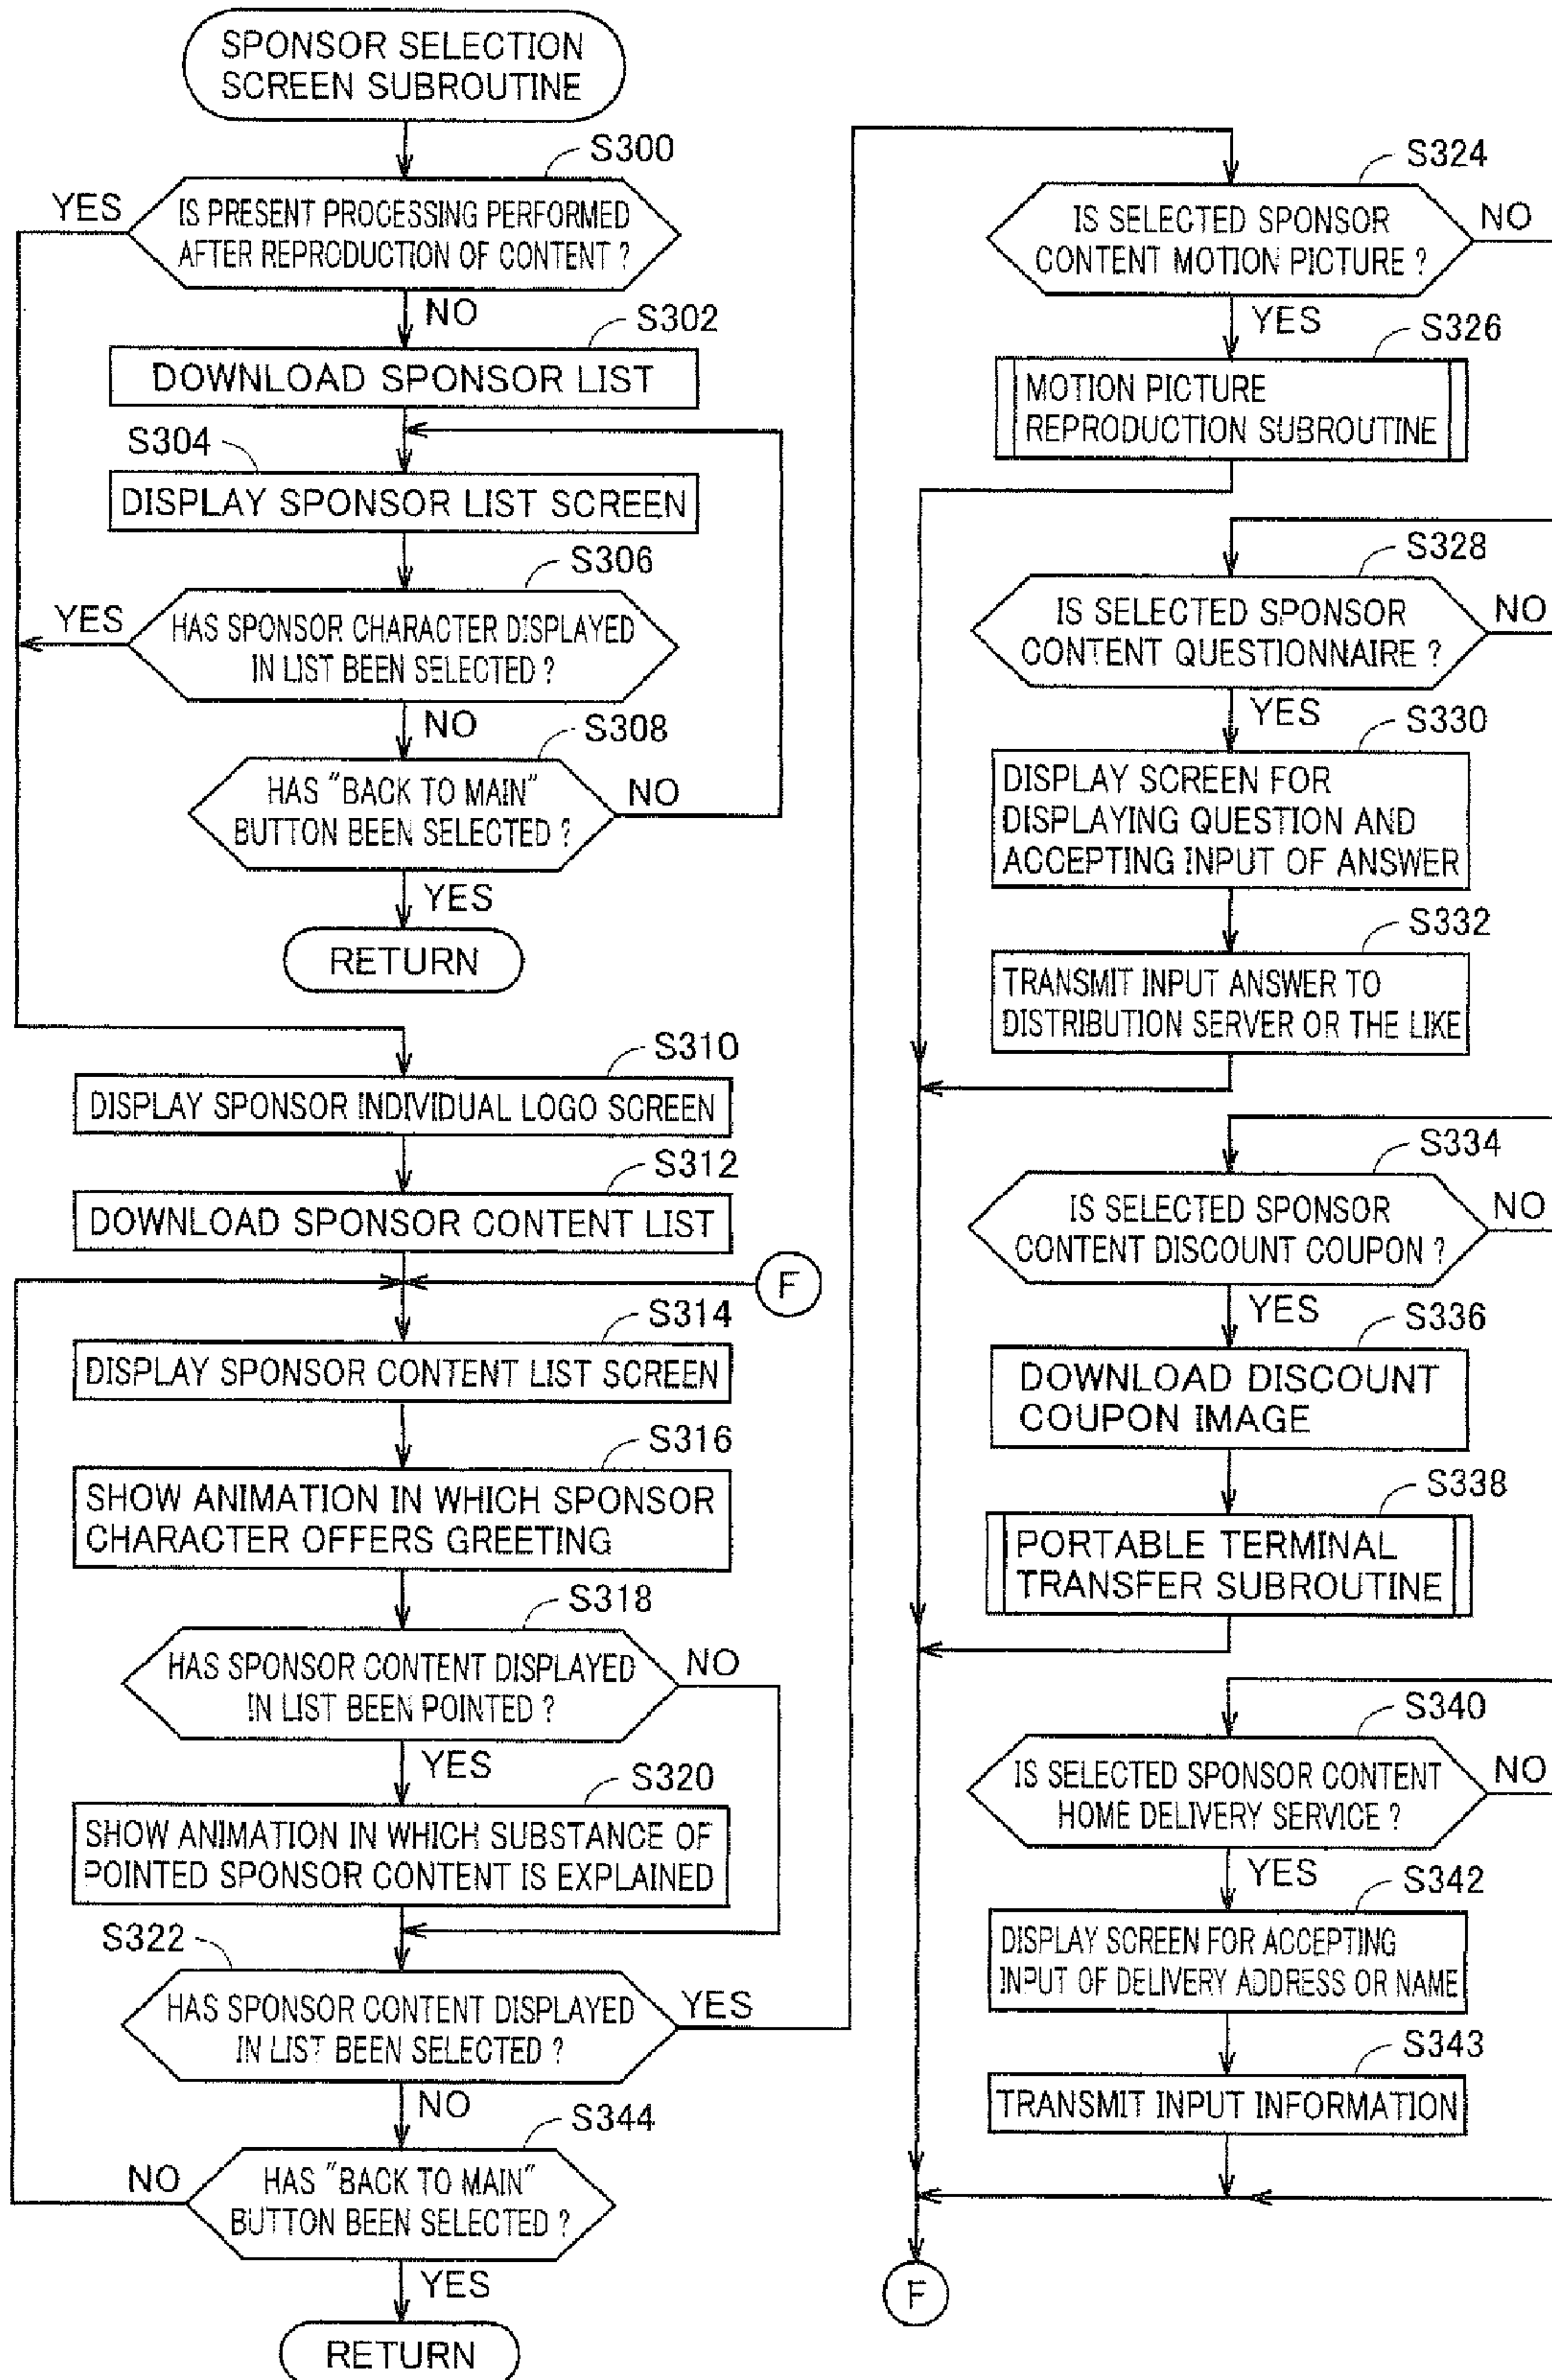 SPONSOR SELECTION
SCREEN SUBROUTINE
S300
YES
IS PRESENT PROCESSING PERFORMED
AFTER REPRODUCTION OF CONTENT ?
NO
S302
DOWNLOAD SPONSOR LIST
S304
DISPLAY SPONSOR LIST SCREEN
S306
YES
HAS SPONSOR CHARACTER DISPLAYED
IN LIST BEEN SELECTED ?
NO
S308
HAS "BACK TO MAIN"
BUTTON BEEN SELECTED ?
NO
YES
RETURN
S310
DISPLAY SPONSOR INDIVIDUAL LOGO SCREEN
S312
DOWNLOAD SPONSOR CONTENT LIST
F
S314
DISPLAY SPONSOR CONTENT LIST SCREEN
S316
SHOW ANIMATION IN WHICH SPONSOR
CHARACTER OFFERS GREETING
S318
HAS SPONSOR CONTENT DISPLAYED
IN LIST BEEN POINTED ?
NO
YES
S320
SHOW ANIMATION IN WHICH SUBSTANCE OF
POINTED SPONSOR CONTENT IS EXPLAINED
S322
HAS SPONSOR CONTENT DISPLAYED
IN LIST BEEN SELECTED ?
YES
NO
S344
NO
HAS "BACK TO MAIN"
BUTTON BEEN SELECTED ?
YES
RETURN
S324
IS SELECTED SPONSOR
CONTENT MOTION PICTURE ?
NO
YES
S326
MOTION PICTURE
REPRODUCTION SUBROUTINE
S328
IS SELECTED SPONSOR
CONTENT QUESTIONNAIRE ?
NO
YES
S330
DISPLAY SCREEN FOR
DISPLAYING QUESTION AND
ACCEPTING INPUT OF ANSWER
S332
TRANSMIT INPUT ANSWER TO
DISTRIBUTION SERVER OR THE LIKE
S334
IS SELECTED SPONSOR
CONTENT DISCOUNT COUPON ?
NO
YES
S336
DOWNLOAD DISCOUNT
COUPON IMAGE
S338
PORTABLE TERMINAL
TRANSFER SUBROUTINE
S340
IS SELECTED SPONSOR CONTENT
HOME DELIVERY SERVICE ?
NO
YES
S342
DISPLAY SCREEN FOR ACCEPTING
INPUT OF DELIVERY ADDRESS OR NAME
S343
TRANSMIT INPUT INFORMATION
F